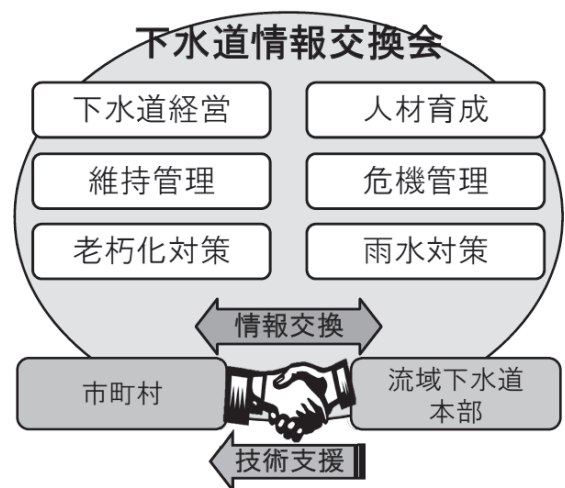 下水道情報交換会
下水道経営
人材育成
維持管理
危機管理
老朽化対策
雨水対策
情報交換
市町村
流域下水道
本部
技術支援